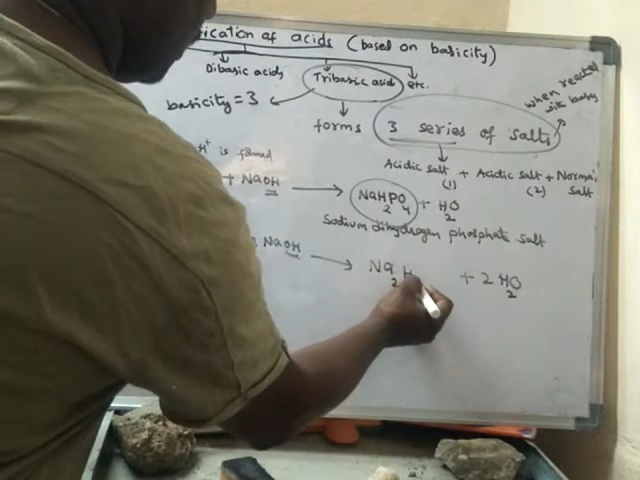 ication of acids (based on basicity)
Dibasic acids Tribasic acid etc.
basicity = 3
forms 3 series of salts when reacted with bases
H⁺ is formed
Acidic salt (1) + Acidic salt (2) + Normal salt
+ NaOH → NaH₂PO₄ + H₂O
Sodium dihydrogen phosphate salt
NaOH → Na₂H + 2H₂O